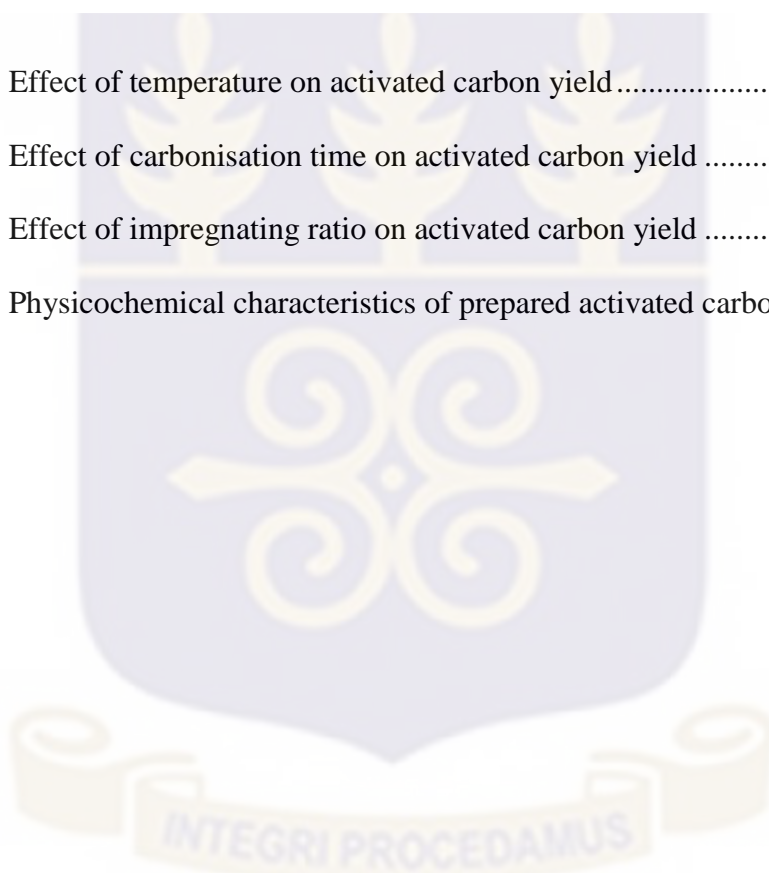 Effect of temperature on activated carbon yield...................
Effect of carbonisation time on activated carbon yield ........
Effect of impregnating ratio on activated carbon yield ........
Physicochemical characteristics of prepared activated carbo
INTEGRI PROCEDAMUS